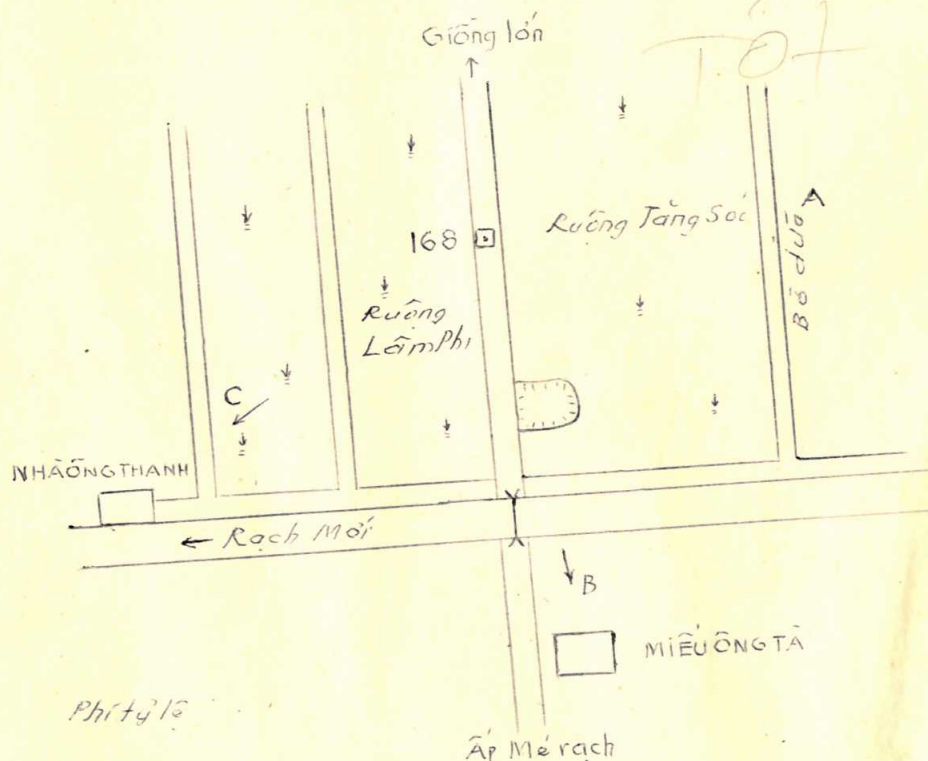 Giồng lớn
TỐT
168
Ruộng Tăng Sóc
A
Bờ dừa
Ruộng
Lâm Phi
C
NHÀ ÔNG THANH
← Rạch Mới
B
MIẾU ÔNG TÀ
Phi tỷ lệ
Ấp Mé rạch